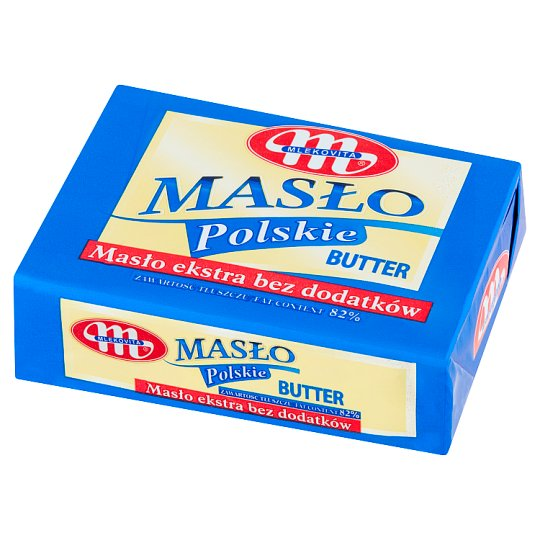 MLEKOVITA
®
MASŁO
Polskie
BUTTER
Masło ekstra bez dodatków
ZAWARTOŚĆ TŁUSZCZU/FAT CONTENT 82%
MLEKOVITA
MASŁO
Polskie
BUTTER
ZAWARTOŚĆ TŁUSZCZU/FAT CONTENT 82%
Masło ekstra bez dodatków